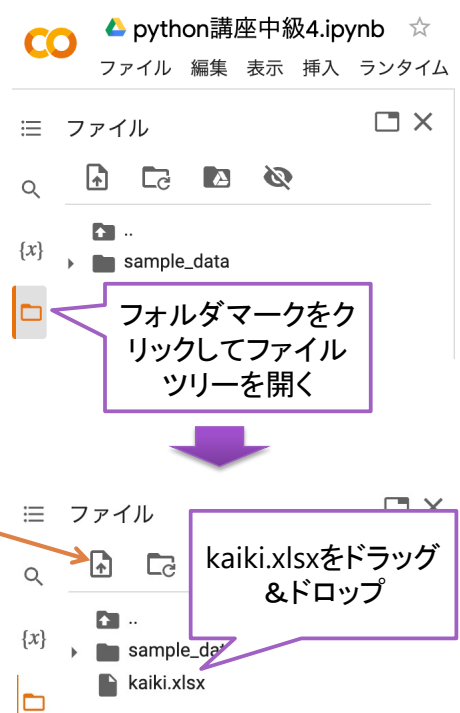 python講座中級4.ipynb
ファイル 編集 表示 挿入 ランタイム
ファイル
{x}
..
sample_data
フォルダマークをク
リックしてファイル
ツリーを開く
ファイル
kaiki.xlsxをドラッグ
&ドロップ
{x}
..
sample_da
kaiki.xlsx